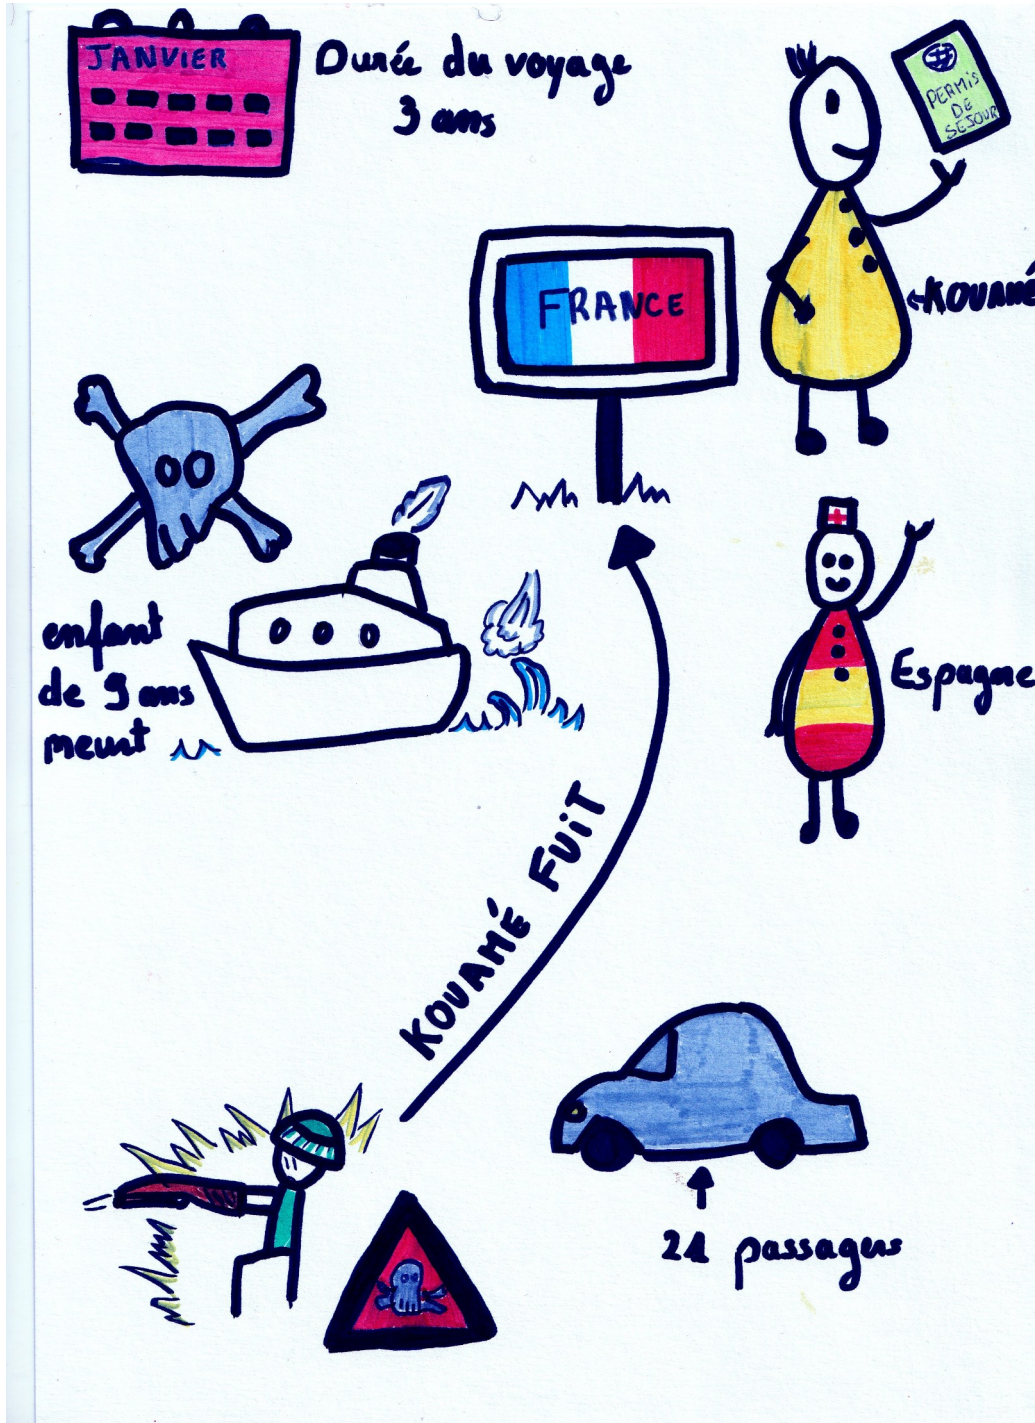 JANVIER
Durée du voyage
3 ans
PERMIS
DE
SÉJOUR
FRANCE
KOUAMÉ
enfant
de 9 ans
meurt
Espagne
KOUAMÉ FUIT
21 passagers